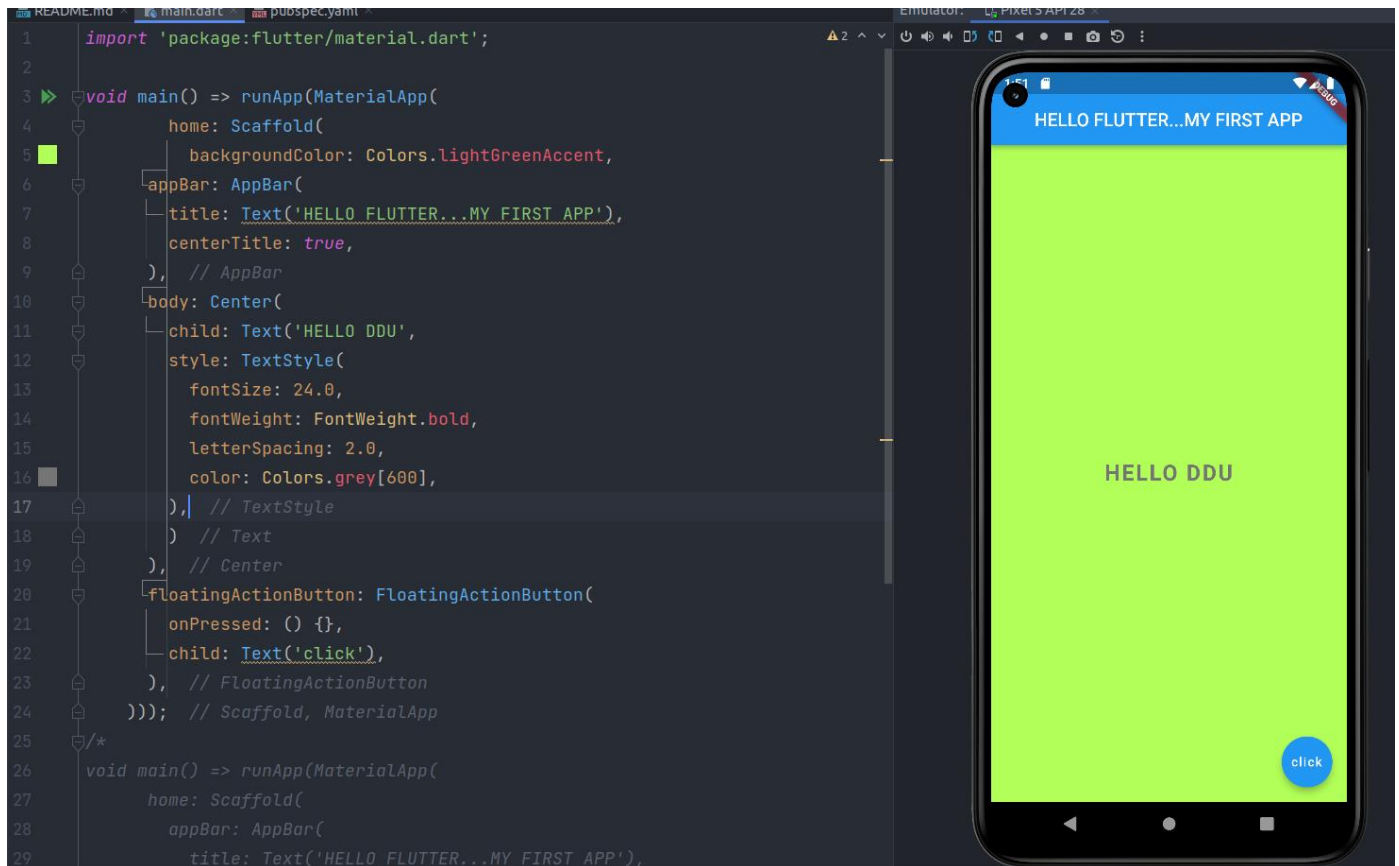 README.md × main.dart × pubspec.yaml ×
Emulator: Pixel 5 API 28 ×
1 import 'package:flutter/material.dart';
2
3 void main() => runApp(MaterialApp(
4 home: Scaffold(
5 backgroundColor: Colors.lightGreenAccent,
6 appBar: AppBar(
7 title: Text('HELLO FLUTTER...MY FIRST APP'),
8 centerTitle: true,
9 ), // AppBar
10 body: Center(
11 child: Text('HELLO DDU',
12 style: TextStyle(
13 fontSize: 24.0,
14 fontWeight: FontWeight.bold,
15 letterSpacing: 2.0,
16 color: Colors.grey[600],
17 ), // TextStyle
18 ) // Text
19 ), // Center
20 floatingActionButton: FloatingActionButton(
21 onPressed: () {},
22 child: Text('click'),
23 ), // FloatingActionButton
24 ))); // Scaffold, MaterialApp
25 /*
26 void main() => runApp(MaterialApp(
27 home: Scaffold(
28 appBar: AppBar(
29 title: Text('HELLO FLUTTER...MY FIRST APP'),
2
1:51
DEBUG
HELLO FLUTTER...MY FIRST APP
HELLO DDU
click